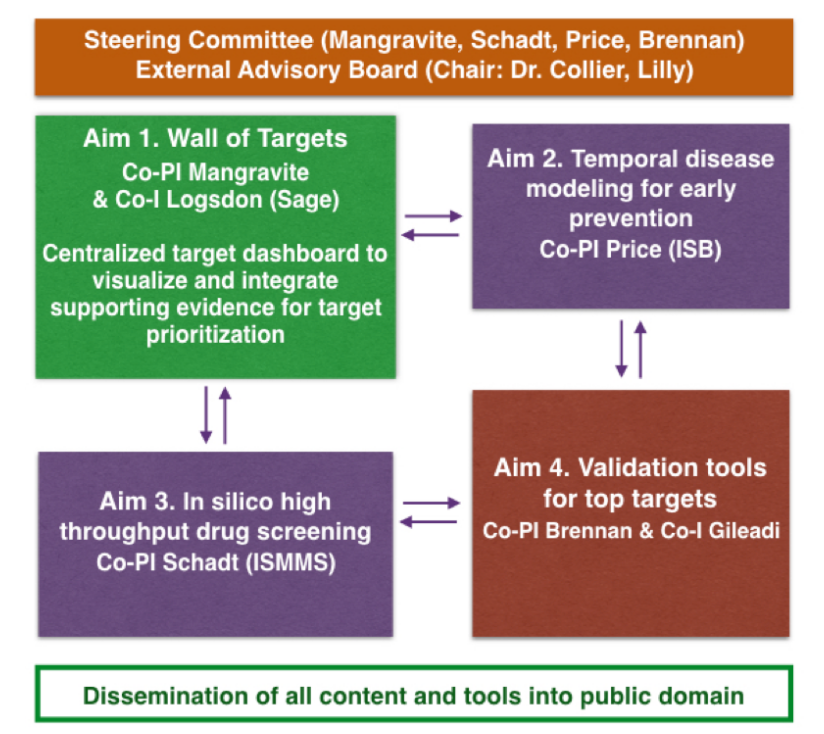 Steering Committee (Mangravite, Schadt, Price, Brennan)
External Advisory Board (Chair: Dr. Collier, Lilly)
Aim 1. Wall of Targets
Co-PI Mangravite
& Co-I Logsdon (Sage)
Centralized target dashboard to
visualize and integrate
supporting evidence for target
prioritization
Aim 2. Temporal disease
modeling for early
prevention
Co-PI Price (ISB)
Aim 3. In silico high
throughput drug screening
Co-PI Schadt (ISMMS)
Aim 4. Validation tools
for top targets
Co-PI Brennan & Co-I Gileadi
Dissemination of all content and tools into public domain